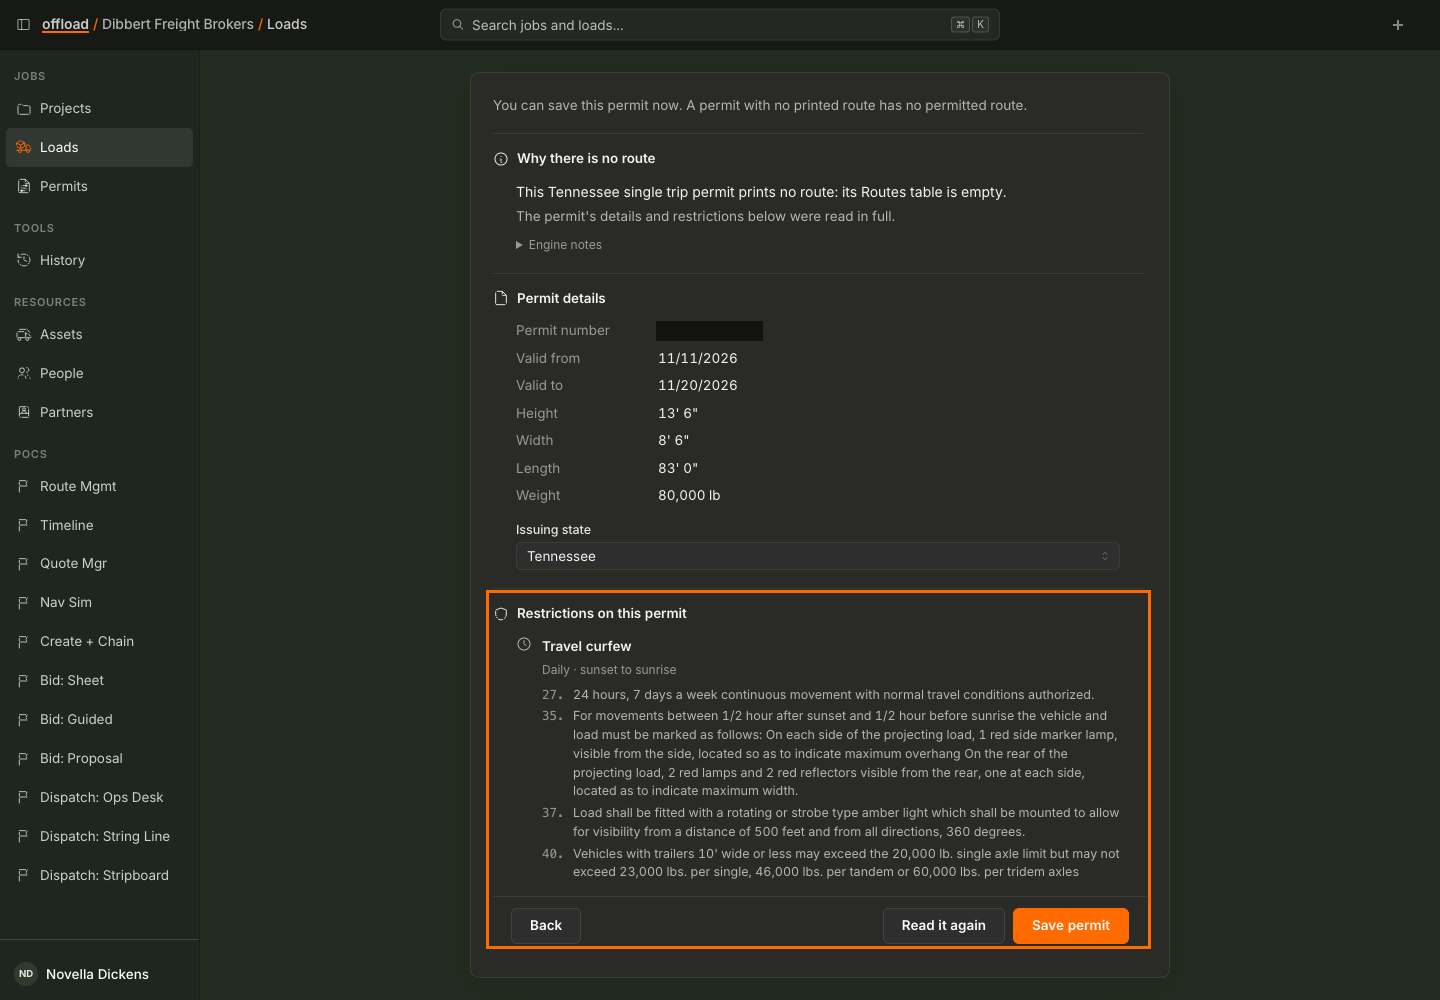 offload / Dibbert Freight Brokers / Loads
Search jobs and loads...
⌘ K
+
JOBS
Projects
Loads
Permits
TOOLS
History
RESOURCES
Assets
People
Partners
POCS
Route Mgmt
Timeline
Quote Mgr
Nav Sim
Create + Chain
Bid: Sheet
Bid: Guided
Bid: Proposal
Dispatch: Ops Desk
Dispatch: String Line
Dispatch: Stripboard
ND Novella Dickens
You can save this permit now. A permit with no printed route has no permitted route.
Why there is no route
This Tennessee single trip permit prints no route: its Routes table is empty.
The permit's details and restrictions below were read in full.
Engine notes
Permit details
Permit number
Valid from 11/11/2026
Valid to 11/20/2026
Height 13' 6"
Width 8' 6"
Length 83' 0"
Weight 80,000 lb
Issuing state
Tennessee
Restrictions on this permit
Travel curfew
Daily · sunset to sunrise
27. 24 hours, 7 days a week continuous movement with normal travel conditions authorized.
35. For movements between 1/2 hour after sunset and 1/2 hour before sunrise the vehicle and
load must be marked as follows: On each side of the projecting load, 1 red side marker lamp,
visible from the side, located so as to indicate maximum overhang On the rear of the
projecting load, 2 red lamps and 2 red reflectors visible from the rear, one at each side,
located as to indicate maximum width.
37. Load shall be fitted with a rotating or strobe type amber light which shall be mounted to allow
for visibility from a distance of 500 feet and from all directions, 360 degrees.
40. Vehicles with trailers 10' wide or less may exceed the 20,000 lb. single axle limit but may not
exceed 23,000 lbs. per single, 46,000 lbs. per tandem or 60,000 lbs. per tridem axles
Back
Read it again
Save permit